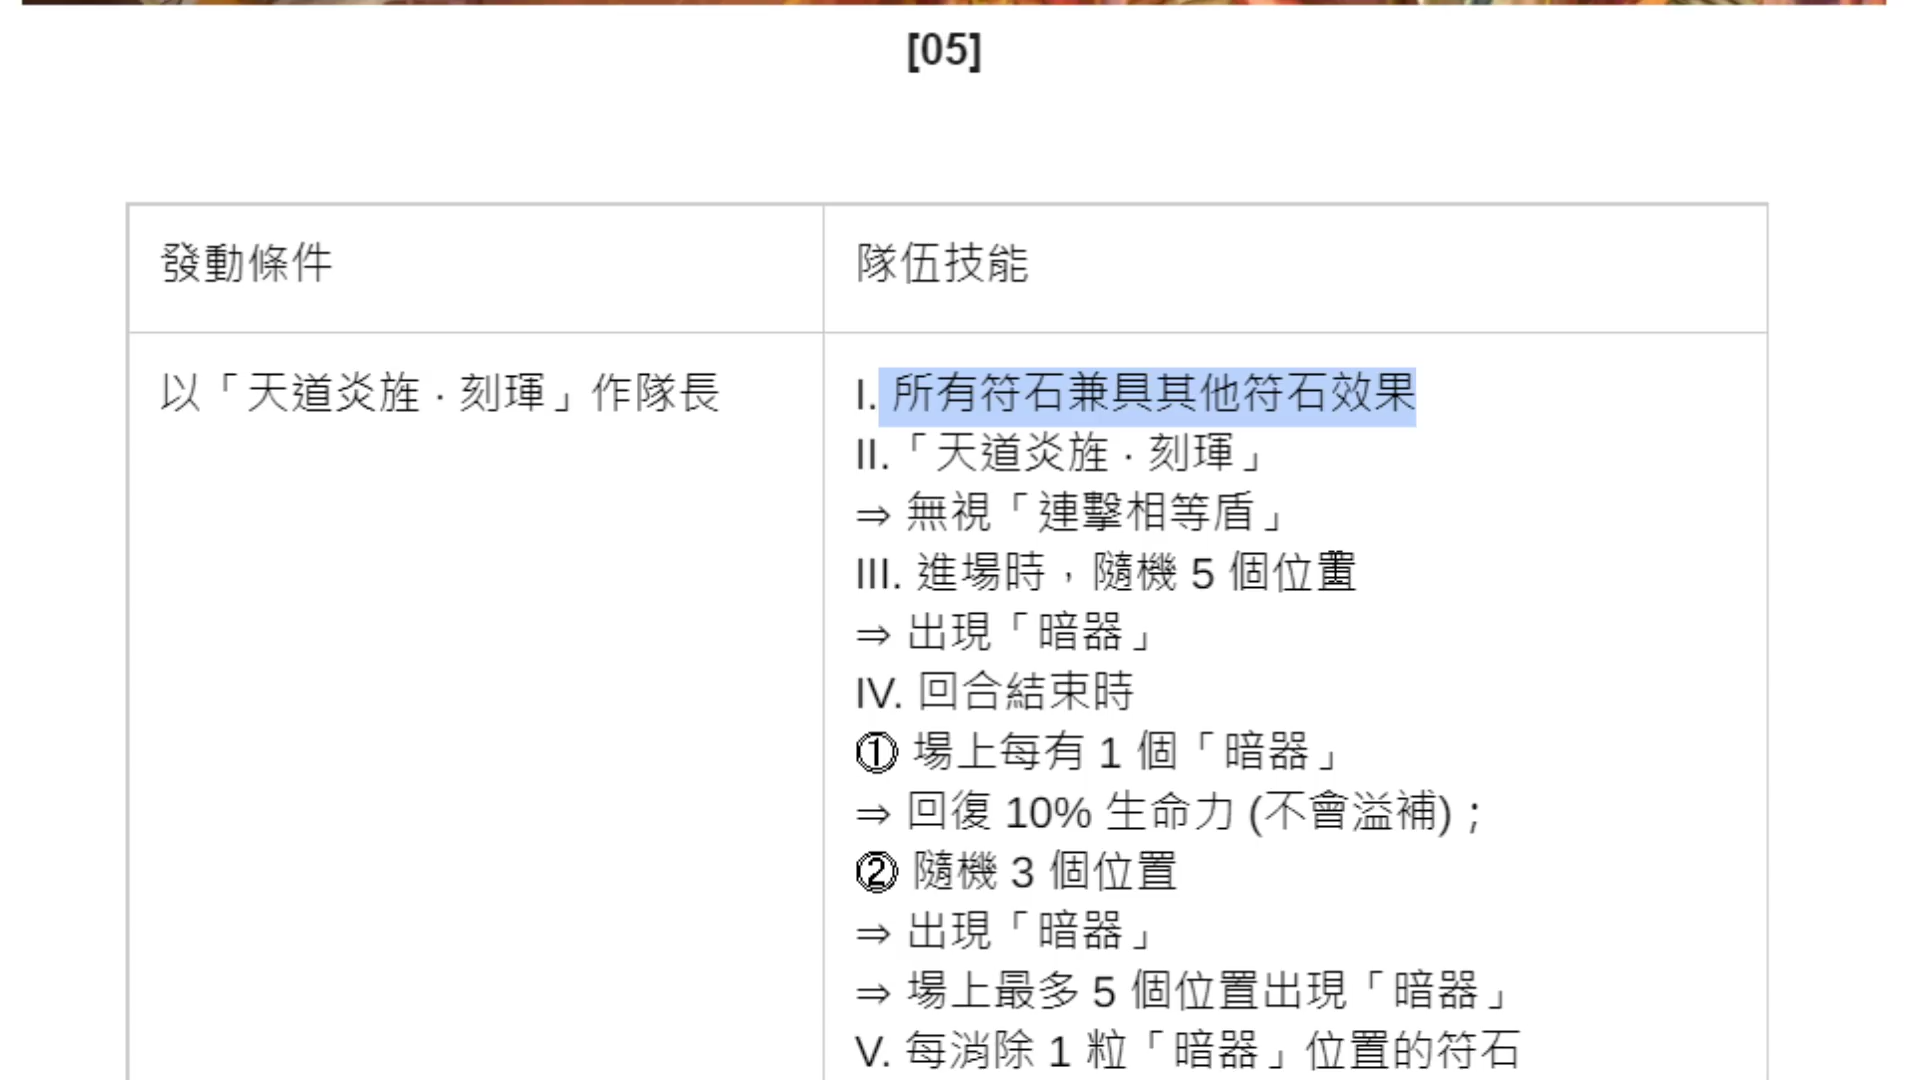 [05]
發動條件
隊伍技能
以「天道炎旌 · 刻琿」作隊長
I. 所有符石兼具其他符石效果
II.「天道炎旌 · 刻琿」
⇒ 無視「連擊相等盾」
III. 進場時，隨機 5 個位置
⇒ 出現「暗器」
IV. 回合結束時
① 場上每有 1 個「暗器」
⇒ 回復 10% 生命力 (不會溢補)；
② 隨機 3 個位置
⇒ 出現「暗器」
⇒ 場上最多 5 個位置出現「暗器」
V. 每消除 1 粒「暗器」位置的符石